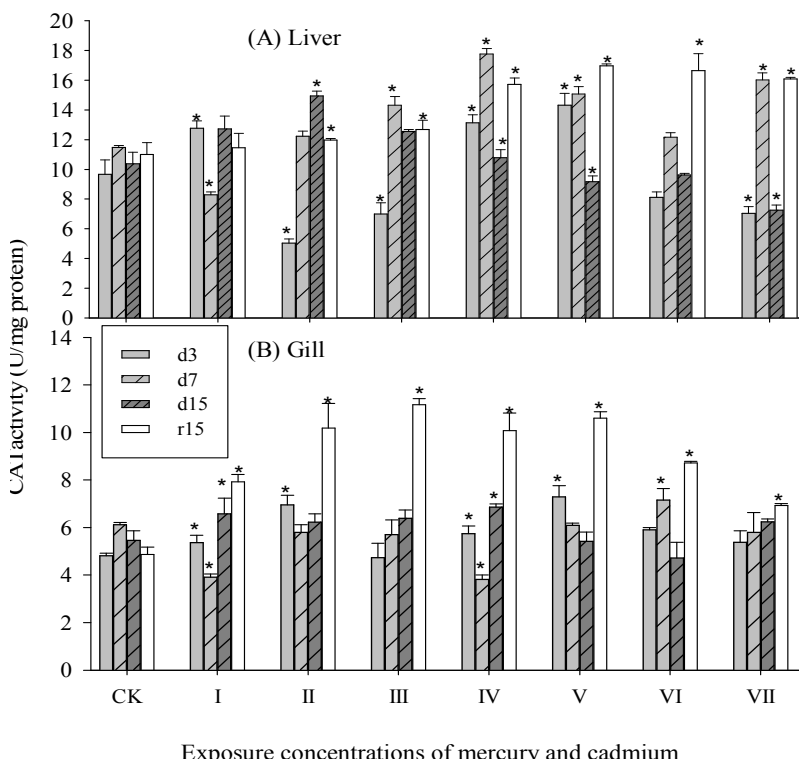 (A) Liver
20
18
16
14
12
10
8
6
4
2
0
CAT activity (U/mg protein)
(B) Gill
d3
d7
d15
r15
14
12
10
8
6
4
2
0
CK I II III IV V VI VII
Exposure concentrations of mercury and cadmium